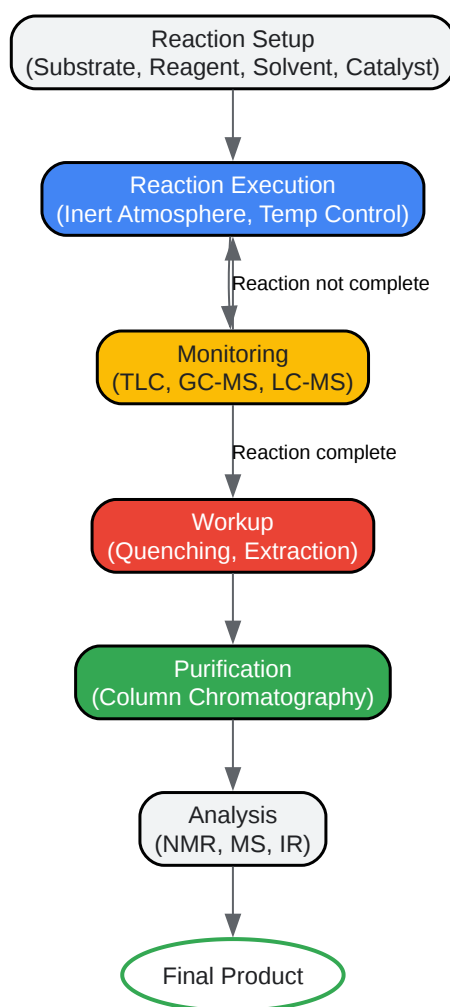 Reaction Setup
(Substrate, Reagent, Solvent, Catalyst)
Reaction Execution
(Inert Atmosphere, Temp Control)
Reaction not complete
Monitoring
(TLC, GC-MS, LC-MS)
Reaction complete
Workup
(Quenching, Extraction)
Purification
(Column Chromatography)
Analysis
(NMR, MS, IR)
Final Product